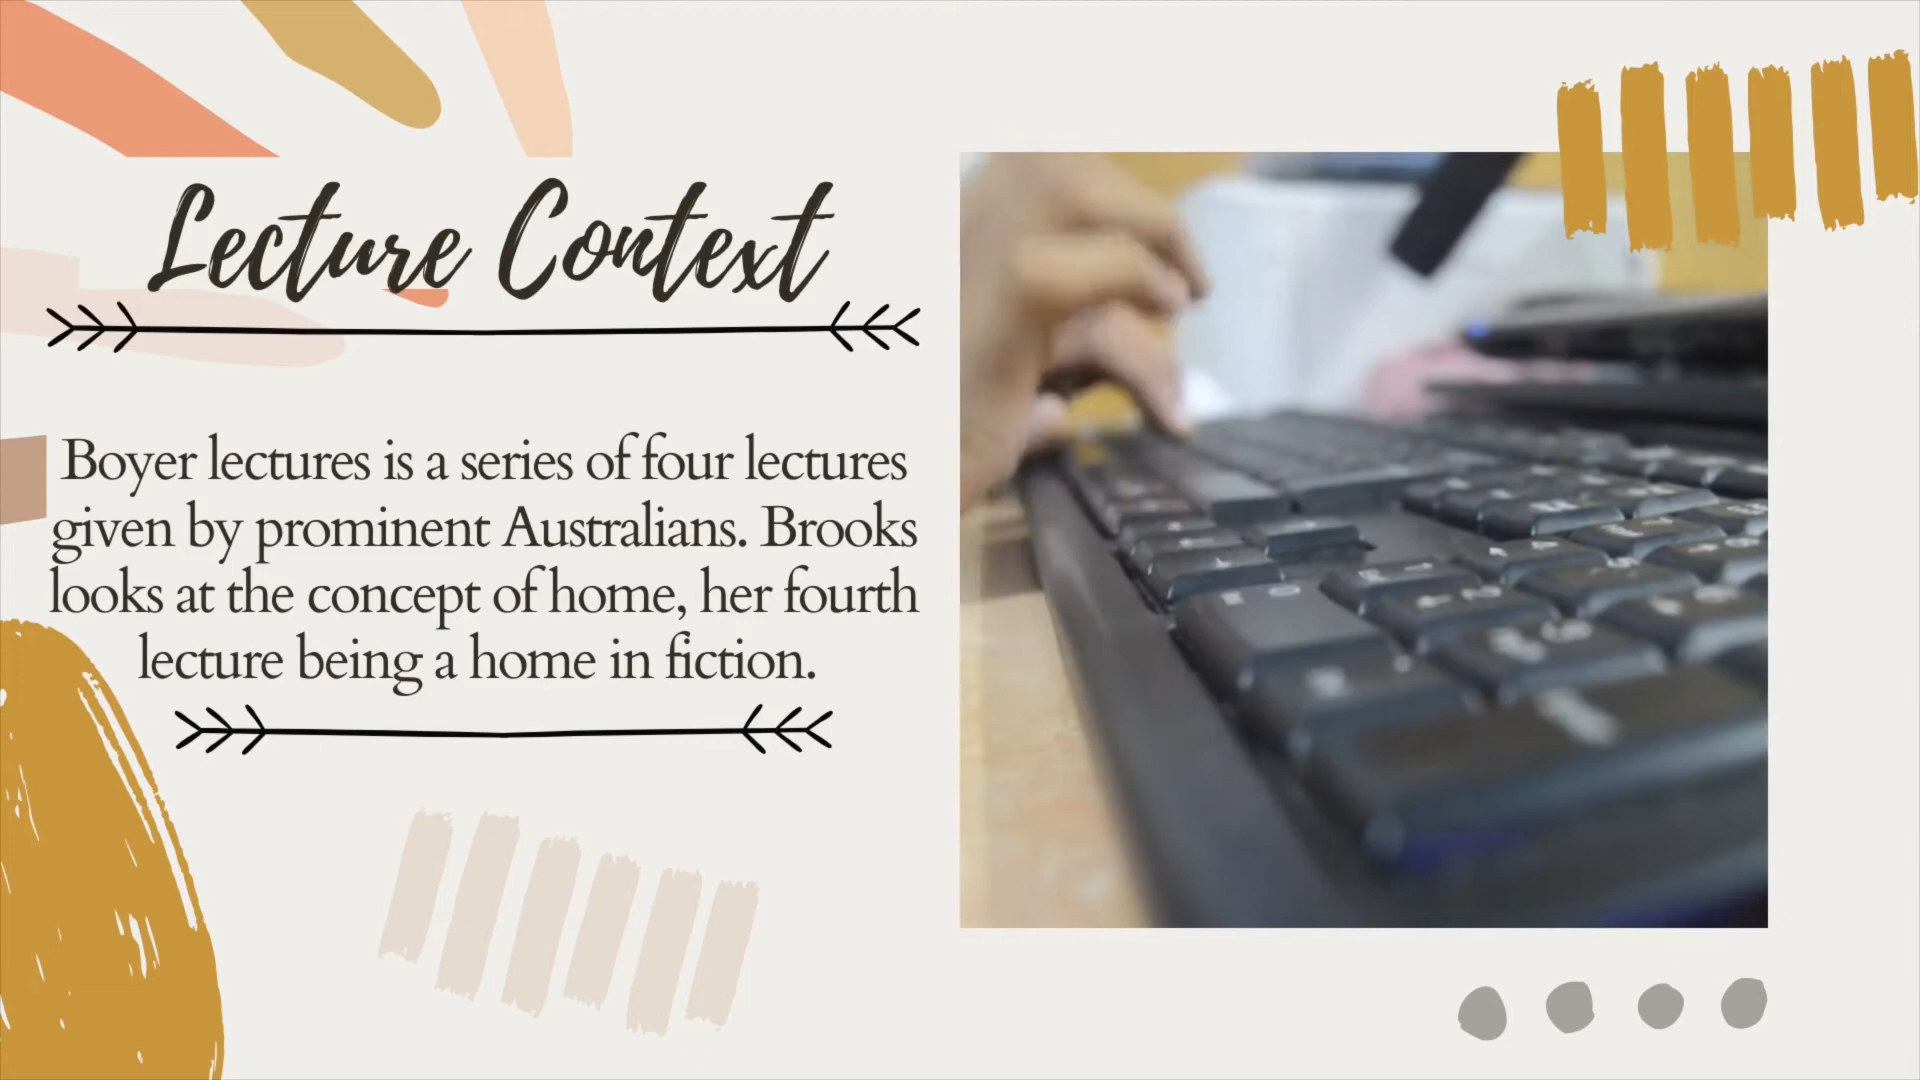 Lecture Context
Boyer lectures is a series of four lectures
given by prominent Australians. Brooks
looks at the concept of home, her fourth
lecture being a home in fiction.